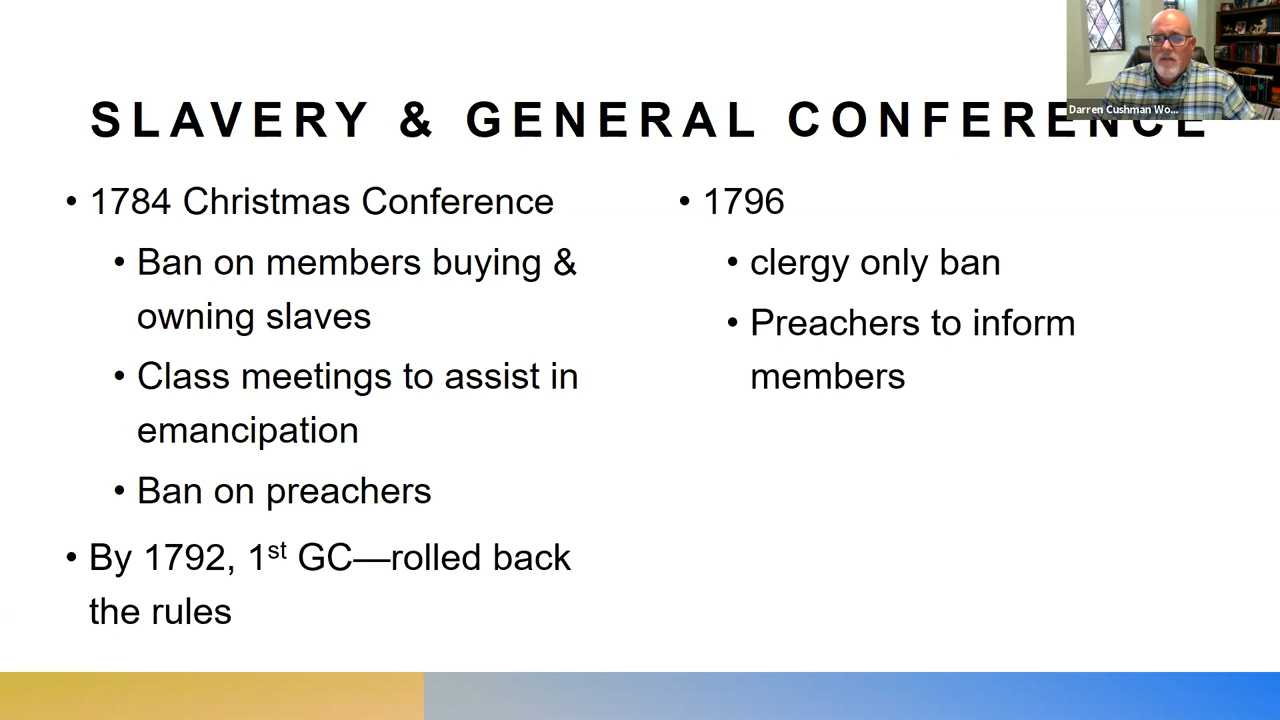 SLAVERY & GENERAL CONFERENCE
Darren Cushman Wo...
• 1784 Christmas Conference
• Ban on members buying &
owning slaves
• Class meetings to assist in
emancipation
• Ban on preachers
• By 1792, 1st GC—rolled back
the rules
• 1796
• clergy only ban
• Preachers to inform
members